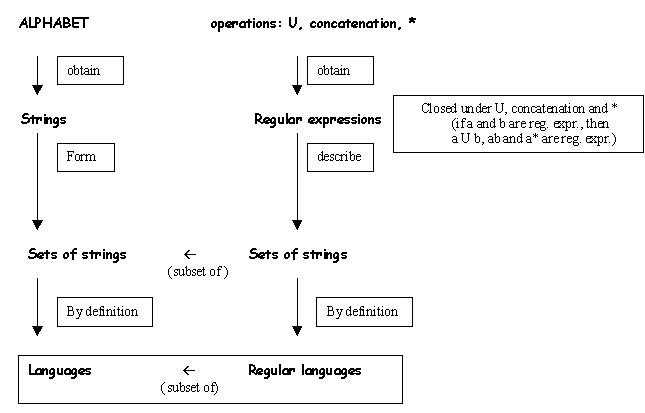 ALPHABET operations: U, concatenation, *
obtain obtain
Strings Regular expressions
Closed under U, concatenation and *
(if a and b are reg. expr., then
a U b, ab and a* are reg. expr.)
Form describe
Sets of strings ← Sets of strings
(subset of)
By definition By definition
Languages ← Regular languages
(subset of)